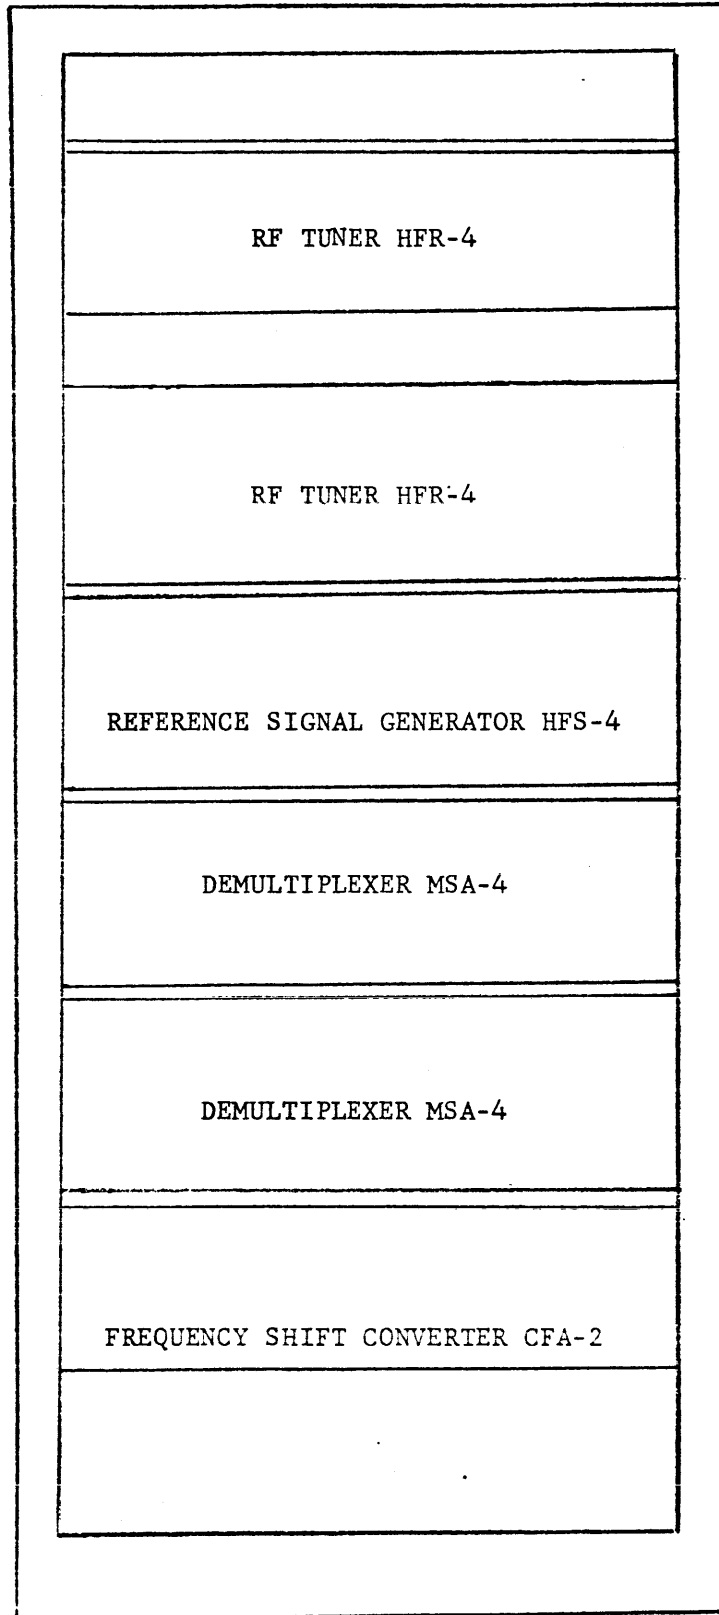 RF TUNER HFR-4
RF TUNER HFR-4
REFERENCE SIGNAL GENERATOR HFS-4
DEMULTIPLEXER MSA-4
DEMULTIPLEXER MSA-4
FREQUENCY SHIFT CONVERTER CFA-2